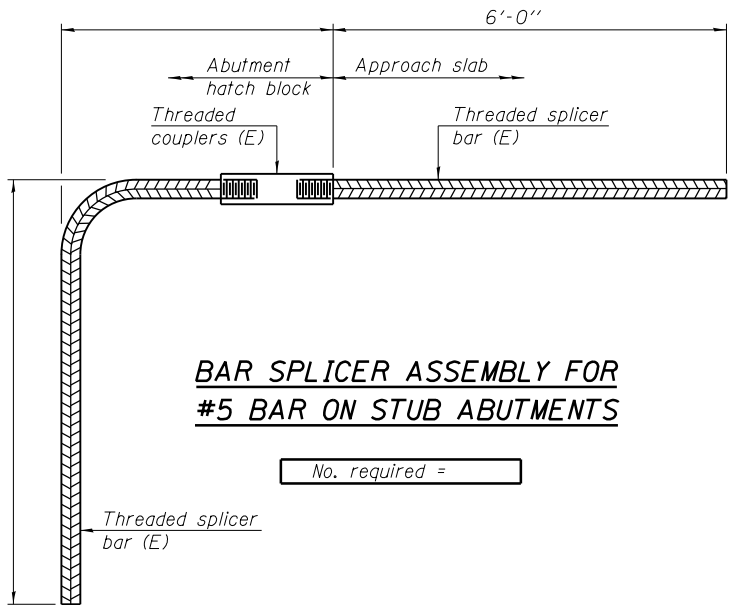 6'-0"
Abutment
hatch block
Approach slab
Threaded
couplers (E)
Threaded splicer
bar (E)
BAR SPLICER ASSEMBLY FOR
#5 BAR ON STUB ABUTMENTS
No. required =
Threaded splicer
bar (E)